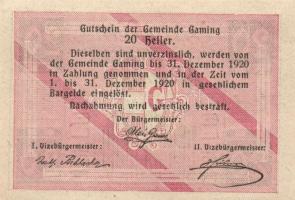 Gutschein der Gemeinde Gaming
20 Heller.
Dieselben sind unverzinslich, werden von
der Gemeinde Gaming bis 31. Dezember 1920
in Zahlung genommen und in der Zeit vom
1. bis 31. Dezember 1920 in gesetzlichem
Bargelde eingelöst.
Nachahmung wird gesetzlich bestraft.
Der Bürgermeister:
I. Vizebürgermeister:
II. Vizebürgermeister: